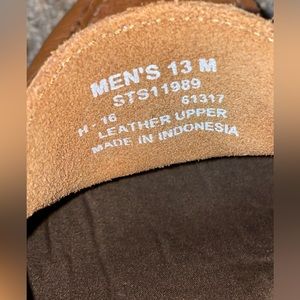 MEN'S 13 M
STS11989
H - 16 61317
LEATHER UPPER
MADE IN INDONESIA